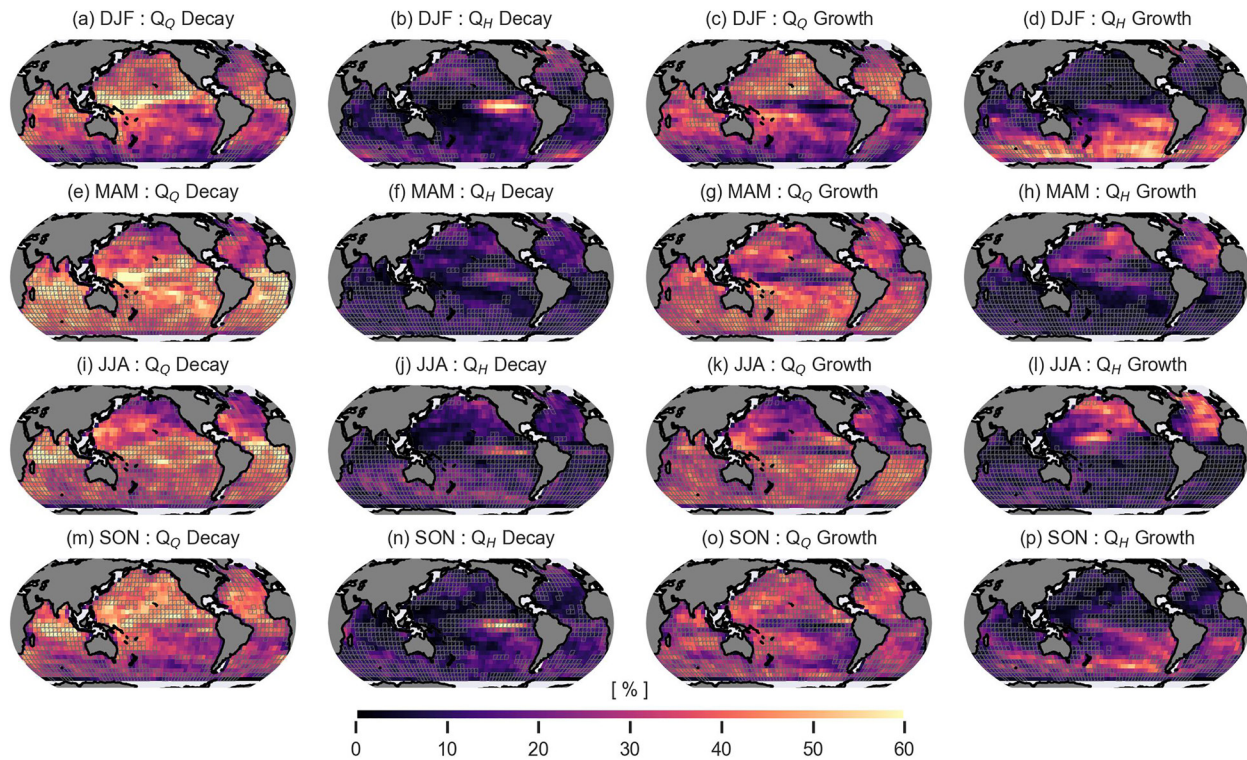 (a) DJF : Q_Q Decay
(b) DJF : Q_H Decay
(c) DJF : Q_Q Growth
(d) DJF : Q_H Growth
(e) MAM : Q_Q Decay
(f) MAM : Q_H Decay
(g) MAM : Q_Q Growth
(h) MAM : Q_H Growth
(i) JJA : Q_Q Decay
(j) JJA : Q_H Decay
(k) JJA : Q_Q Growth
(l) JJA : Q_H Growth
(m) SON : Q_Q Decay
(n) SON : Q_H Decay
(o) SON : Q_Q Growth
(p) SON : Q_H Growth
[ % ]
0 10 20 30 40 50 60